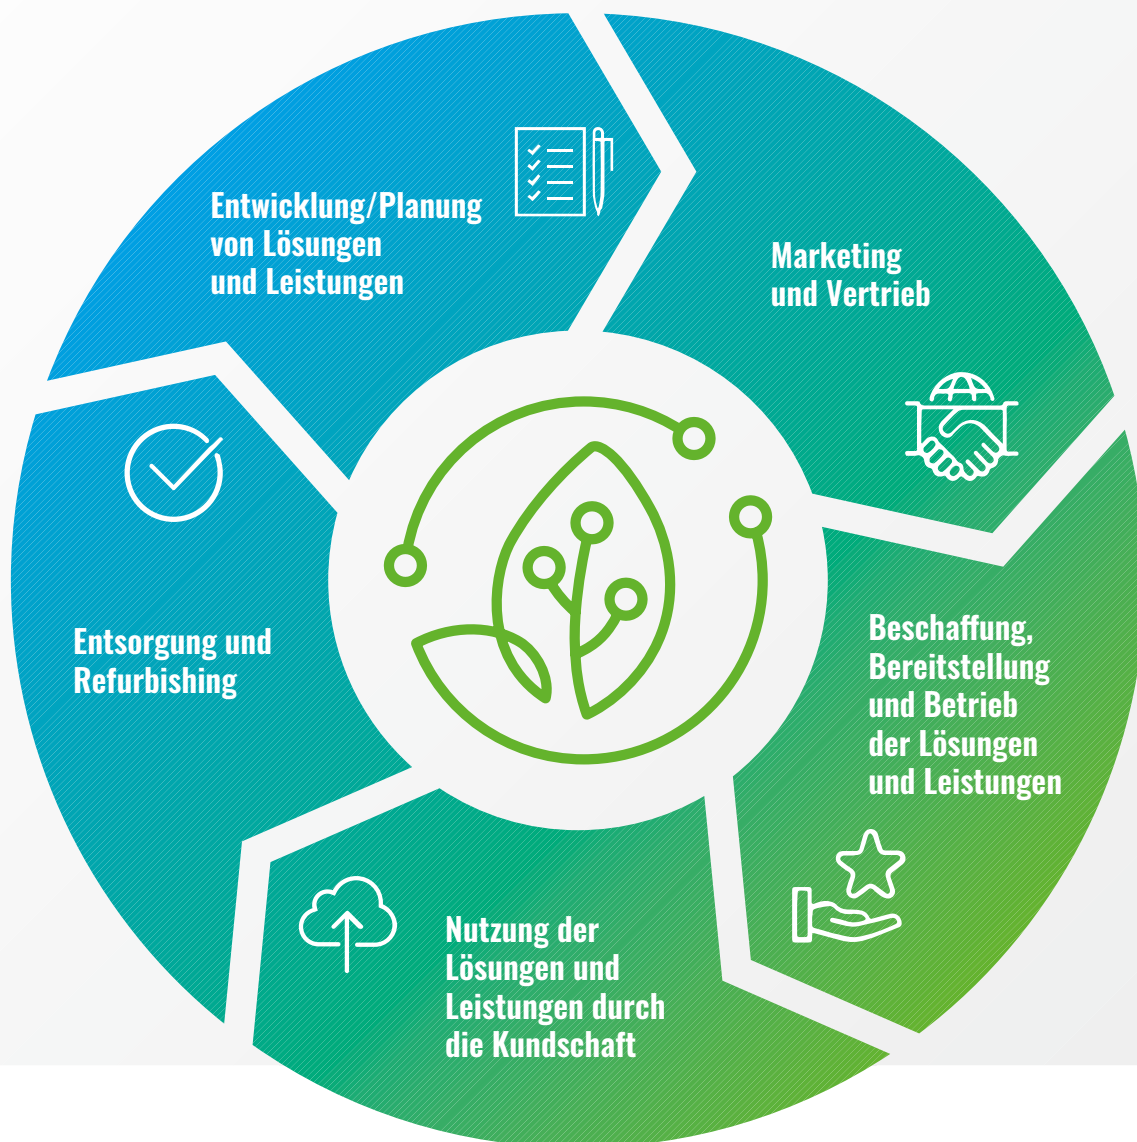 Entwicklung/Planung
von Lösungen
und Leistungen
Marketing
und Vertrieb
Beschaffung,
Bereitstellung
und Betrieb
der Lösungen
und Leistungen
Nutzung der
Lösungen und
Leistungen durch
die Kundschaft
Entsorgung und
Refurbishing